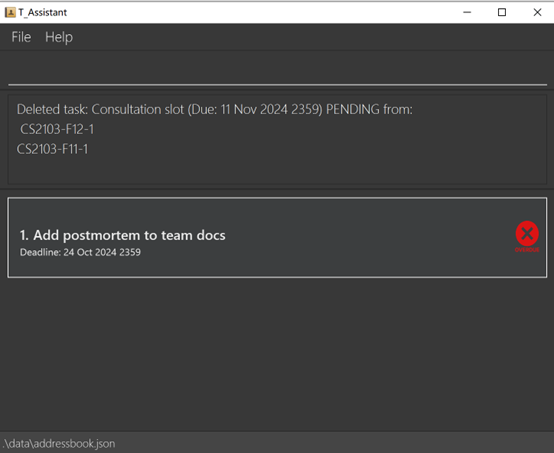 T_Assistant
File Help
Deleted task: Consultation slot (Due: 11 Nov 2024 2359) PENDING from:
CS2103-F12-1
CS2103-F11-1
1. Add postmortem to team docs
Deadline: 24 Oct 2024 2359
.\data\addressbook.json